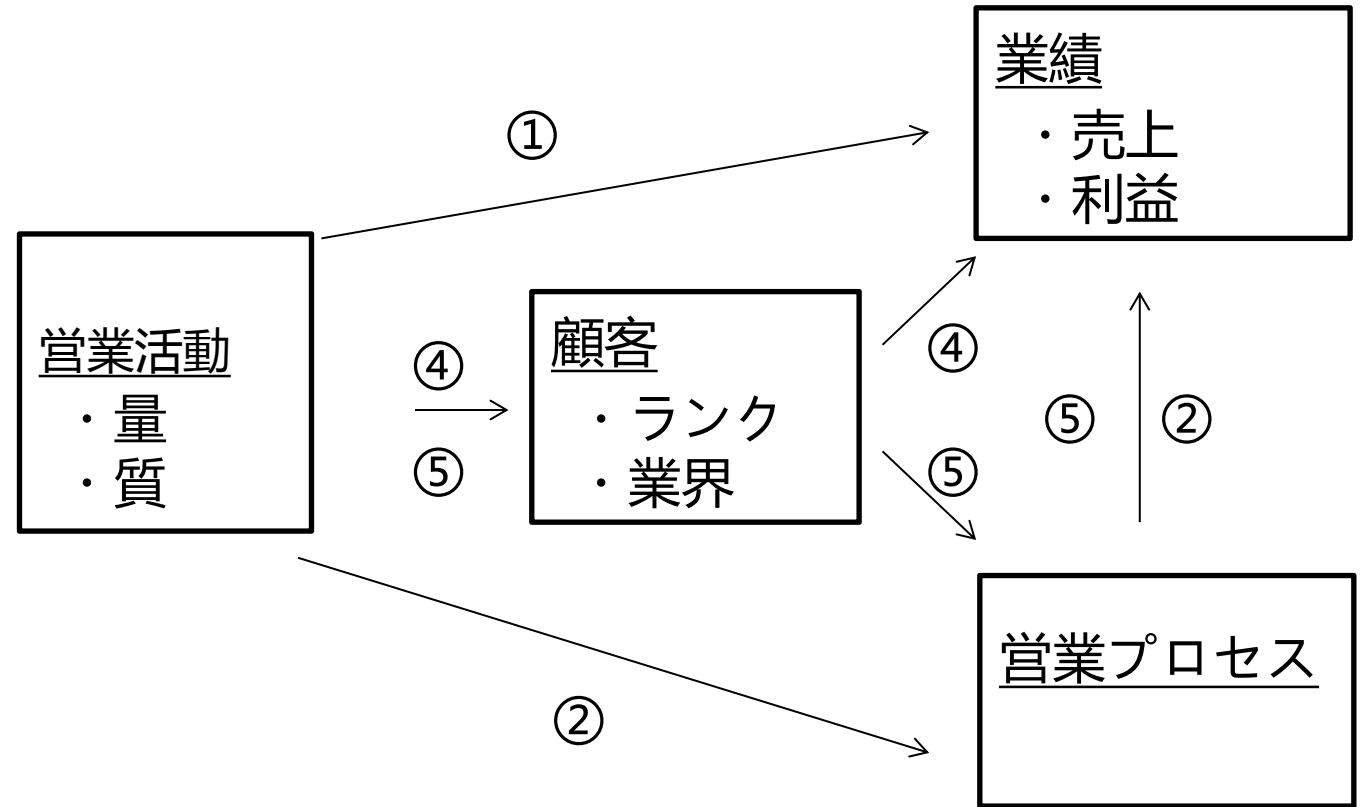 業績
・売上
・利益
①
営業活動
・量
・質
④
⑤
顧客
・ランク
・業界
④
⑤
⑤
②
営業プロセス
②